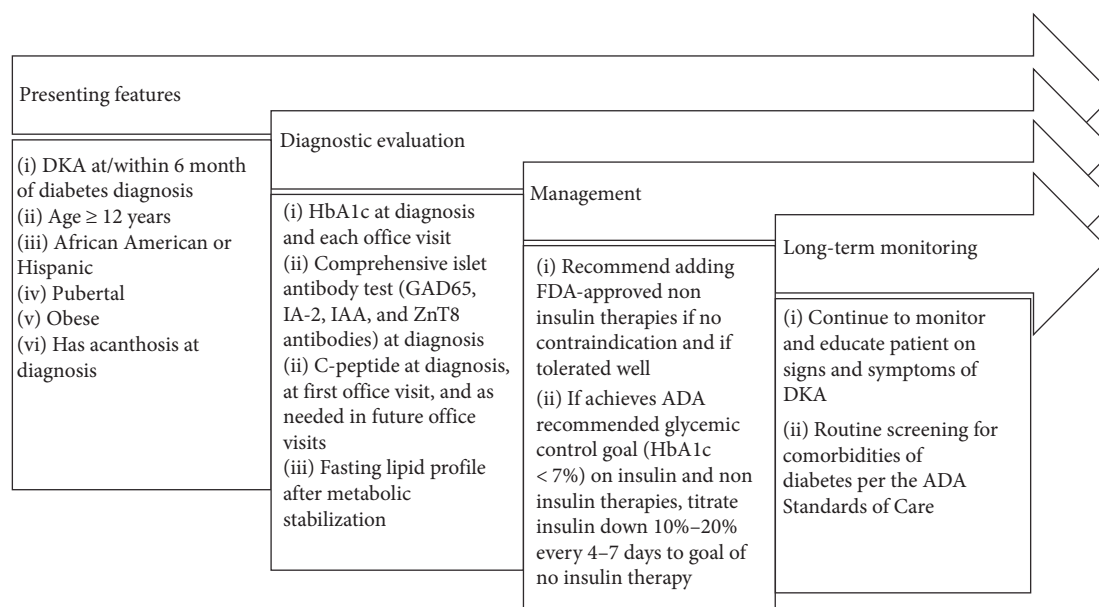 Presenting features
(i) DKA at/within 6 month
of diabetes diagnosis
(ii) Age ≥ 12 years
(iii) African American or
Hispanic
(iv) Pubertal
(v) Obese
(vi) Has acanthosis at
diagnosis
Diagnostic evaluation
(i) HbA1c at diagnosis
and each office visit
(ii) Comprehensive islet
antibody test (GAD65,
IA-2, IAA, and ZnT8
antibodies) at diagnosis
(ii) C-peptide at diagnosis,
at first office visit, and as
needed in future office
visits
(iii) Fasting lipid profile
after metabolic
stabilization
Management
(i) Recommend adding
FDA-approved non
insulin therapies if no
contraindication and if
tolerated well
(ii) If achieves ADA
recommended glycemic
control goal (HbA1c
< 7%) on insulin and non
insulin therapies, titrate
insulin down 10%–20%
every 4–7 days to goal of
no insulin therapy
Long-term monitoring
(i) Continue to monitor
and educate patient on
signs and symptoms of
DKA
(ii) Routine screening for
comorbidities of
diabetes per the ADA
Standards of Care